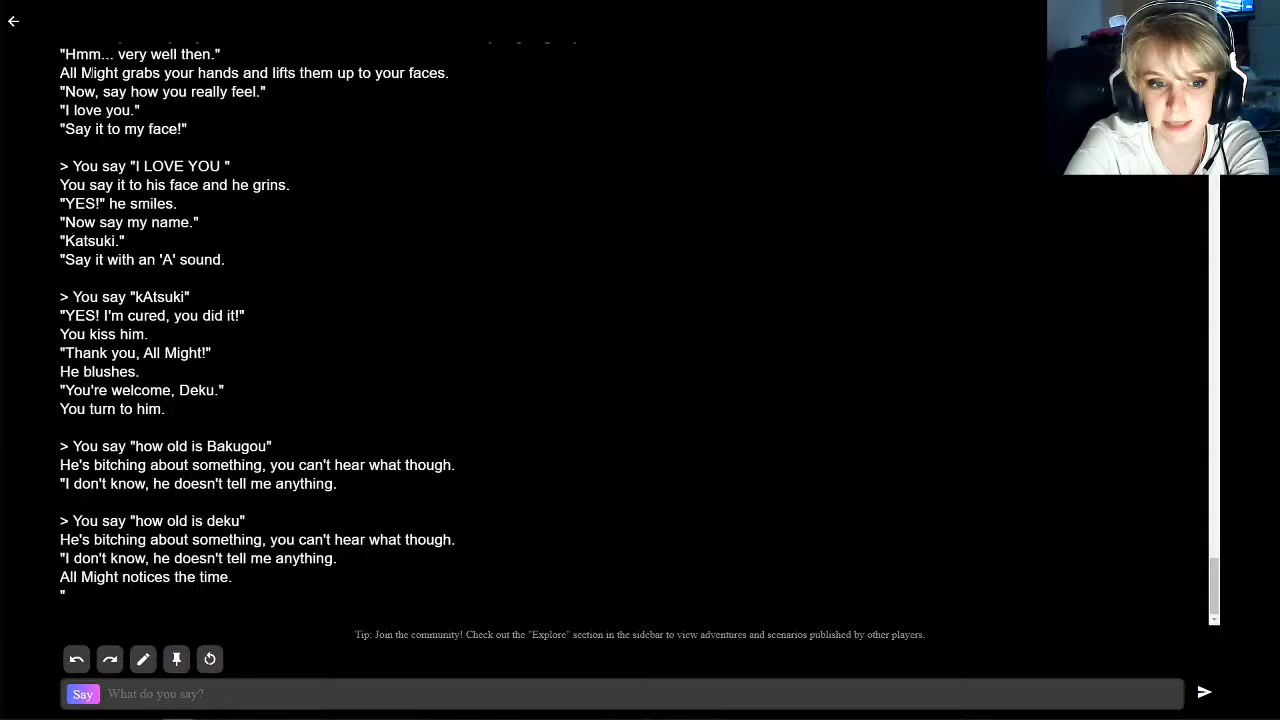 "Hmm... very well then."
All Might grabs your hands and lifts them up to your faces.
"Now, say how you really feel."
"I love you."
"Say it to my face!"
> You say "I LOVE YOU "
You say it to his face and he grins.
"YES!" he smiles.
"Now say my name."
"Katsuki."
"Say it with an 'A' sound.
> You say "kAtsuki"
"YES! I'm cured, you did it!"
You kiss him.
"Thank you, All Might!"
He blushes.
"You're welcome, Deku."
You turn to him.
> You say "how old is Bakugou"
He's bitching about something, you can't hear what though.
"I don't know, he doesn't tell me anything.
> You say "how old is deku"
He's bitching about something, you can't hear what though.
"I don't know, he doesn't tell me anything.
All Might notices the time.
"
Tip: Join the community! Check out the "Explore" section in the sidebar to view adventures and scenarios published by other players.
Say What do you say?